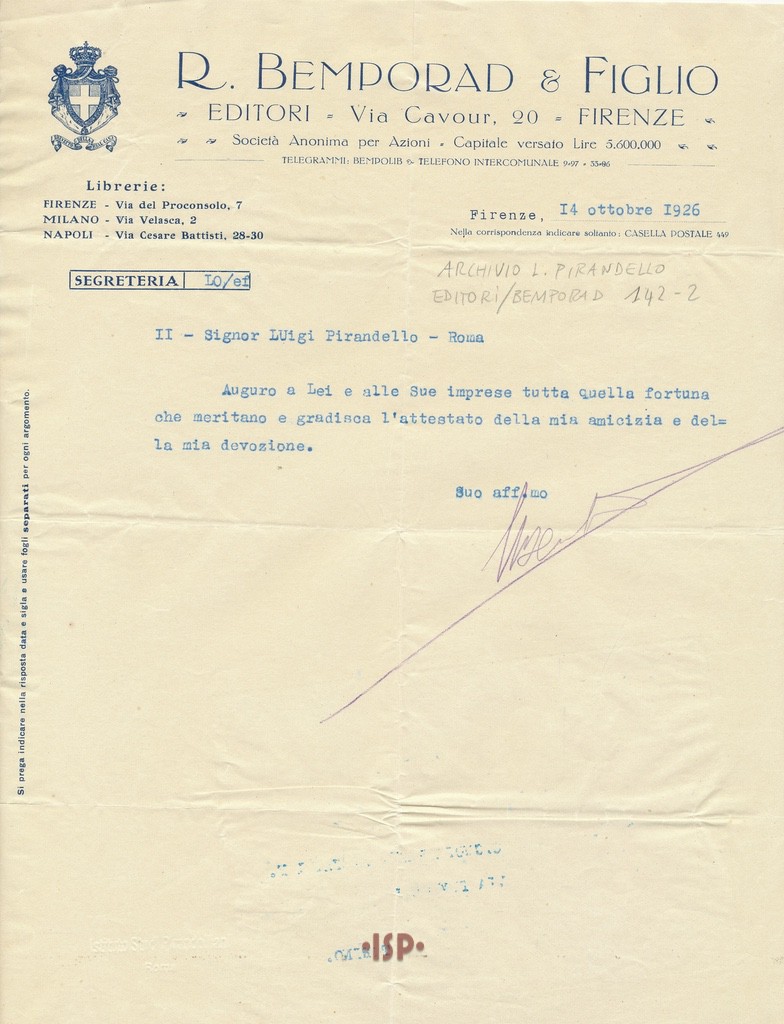 R. BEMPORAD & FIGLIO
EDITORI = Via Cavour, 20 = FIRENZE
Società Anonima per Azioni - Capitale versato Lire 5.600.000
TELEGRAMMI: BEMPOLIB - TELEFONO INTERCOMUNALE 9-97 - 33-86
Librerie:
FIRENZE - Via del Proconsolo, 7
MILANO - Via Velasca, 2
NAPOLI - Via Cesare Battisti, 28-30
Firenze, 14 ottobre 1926
Nella corrispondenza indicare soltanto: CASELLA POSTALE 449
SEGRETERIA LO/ef
ARCHIVIO L. PIRANDELLO
EDITORI/BEMPORAD 142-2
II - Signor LUigi Pirandello - Roma
Auguro a Lei e alle Sue imprese tutta quella fortuna
che meritano e gradisca l'attestato della mia amicizia e del=
la mia devozione.
Suo aff.mo
Si prega indicare nella risposta data e sigla e usare fogli separati per ogni argomento.
•ISP•